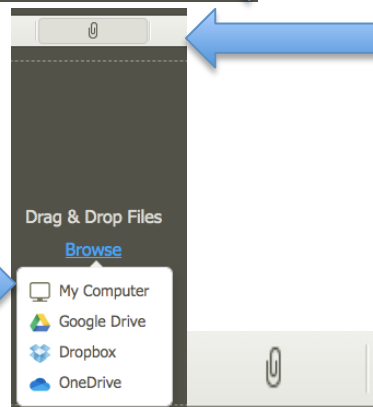 Drag & Drop Files
Browse
My Computer
Google Drive
Dropbox
OneDrive